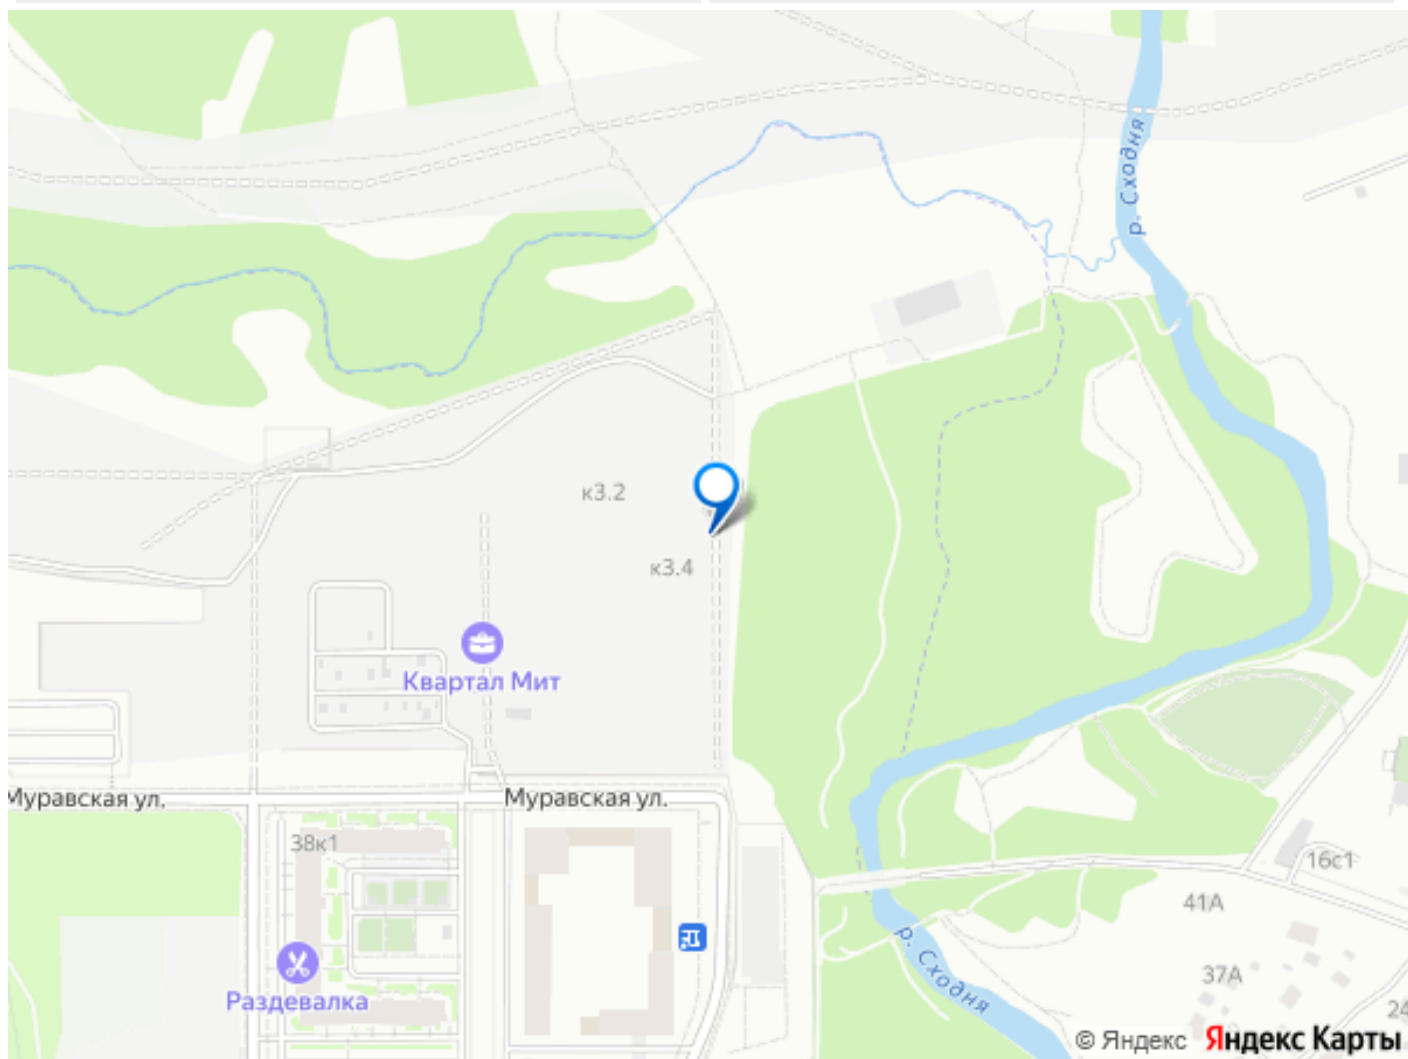 р. Сходня
к3.2
к3.4
Квартал Мит
Муравская ул.
Муравская ул.
38к1
16с1
41А
р. Сходня
37А
Раздевалка
24
© Яндекс Яндекс Карты